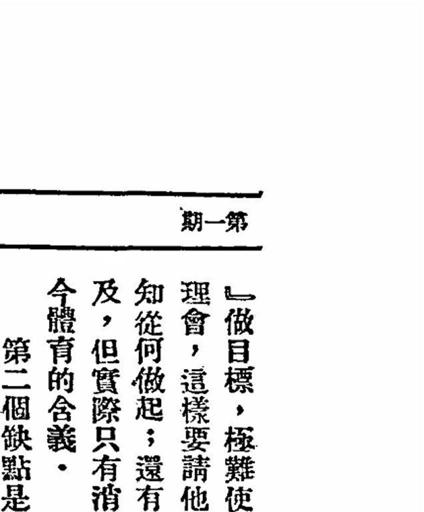 第一期
』做目標，極難使
理會，這樣要請他
知從何做起；還有
及，但實際只有消
今體育的含義．
第二個缺點是